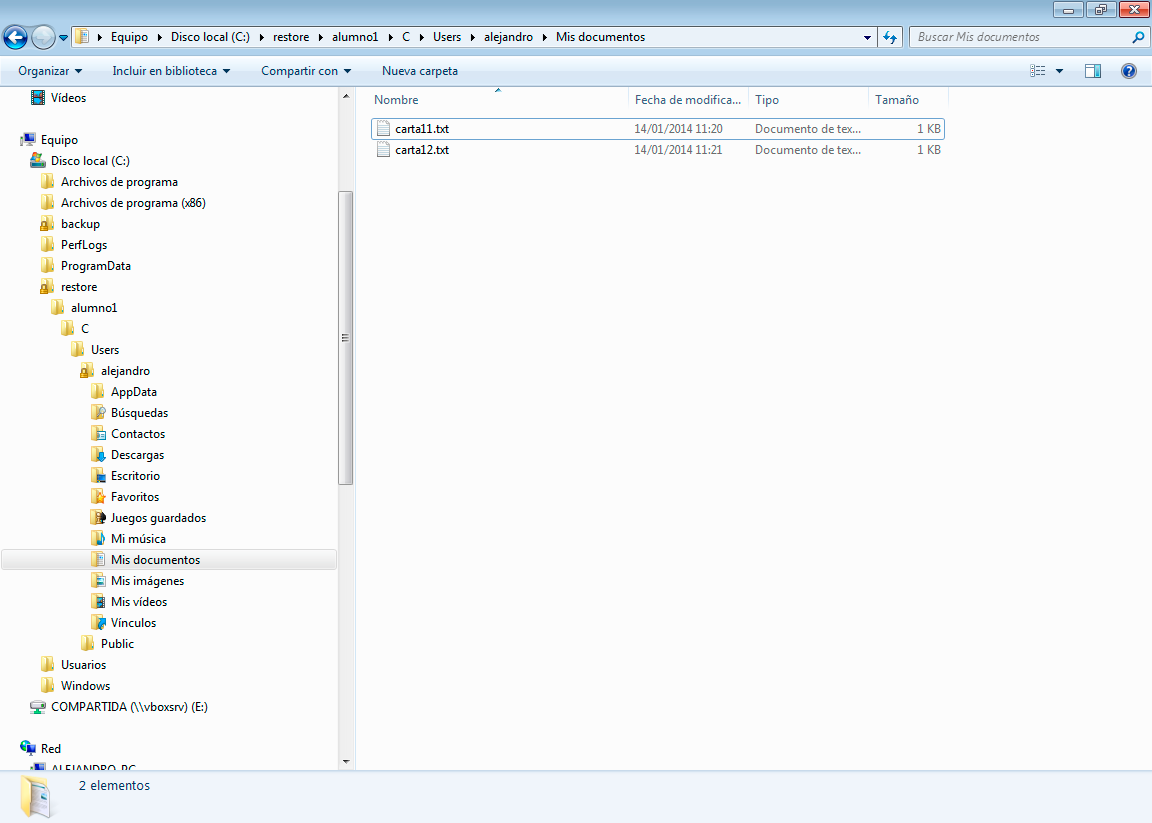 Equipo Disco local (C:) restore alumno1 C Users alejandro Mis documentos
Buscar Mis documentos
Organizar Incluir en biblioteca Compartir con Nueva carpeta
Vídeos
Equipo
Disco local (C:)
Archivos de programa
Archivos de programa (x86)
backup
PerfLogs
ProgramData
restore
alumno1
C
Users
alejandro
AppData
Búsquedas
Contactos
Descargas
Escritorio
Favoritos
Juegos guardados
Mi música
Mis documentos
Mis imágenes
Mis vídeos
Vínculos
Public
Usuarios
Windows
COMPARTIDA (\\vboxsrv) (E:)
Red
ALEJANDRO-PC
Nombre Fecha de modifica... Tipo Tamaño
carta11.txt 14/01/2014 11:20 Documento de tex... 1 KB
carta12.txt 14/01/2014 11:21 Documento de tex... 1 KB
2 elementos